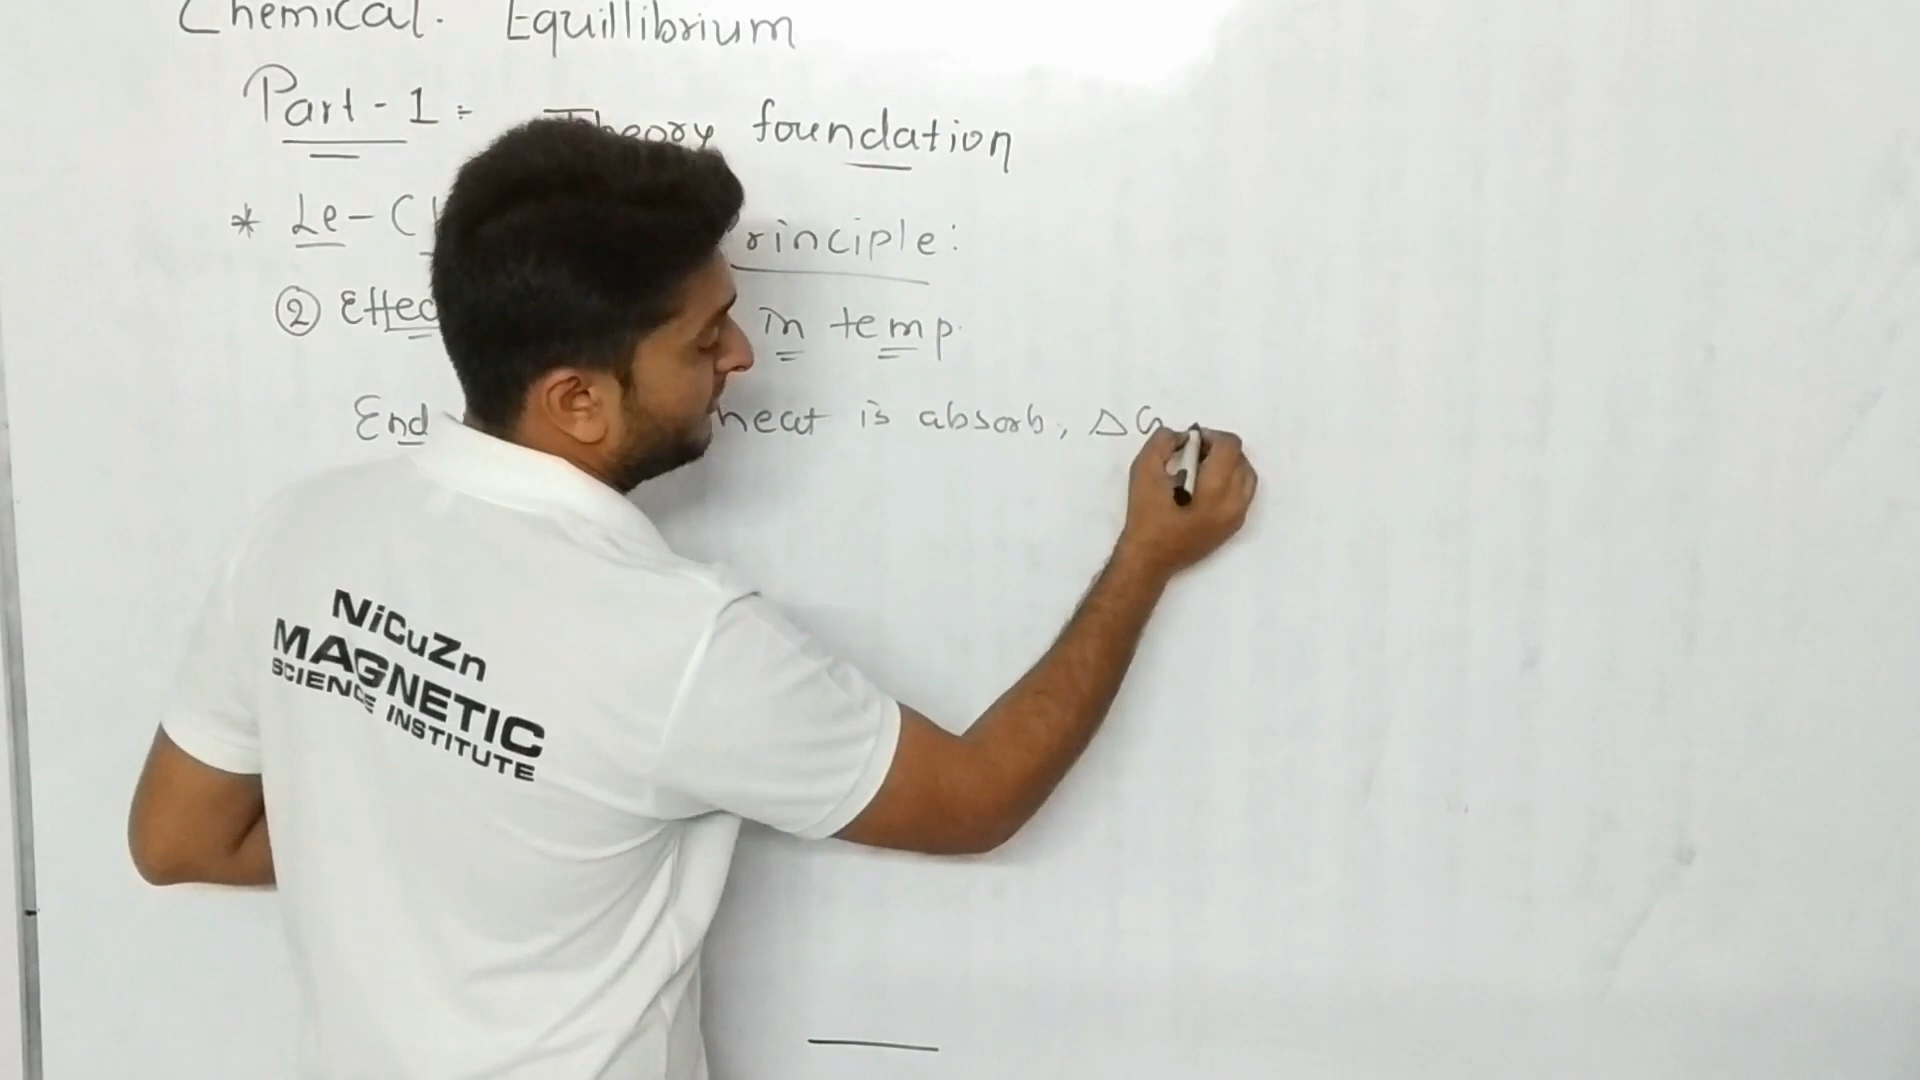 Chemical. Equillibrium
Part-1 : Theory foundation
* Le-C rinciple:
② Effec in temp.
End heat is absorb, ΔG
NiCuZn
MAGNETIC
SCIENCE INSTITUTE